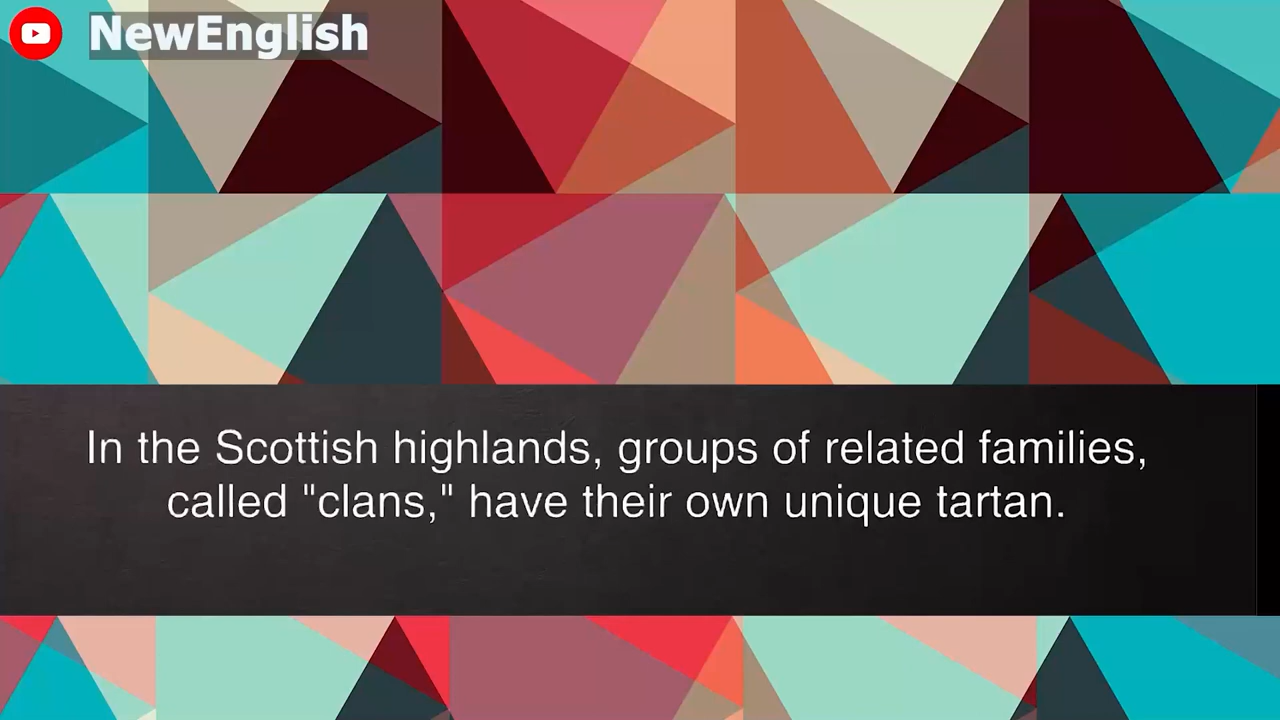 NewEnglish
In the Scottish highlands, groups of related families,
called "clans," have their own unique tartan.